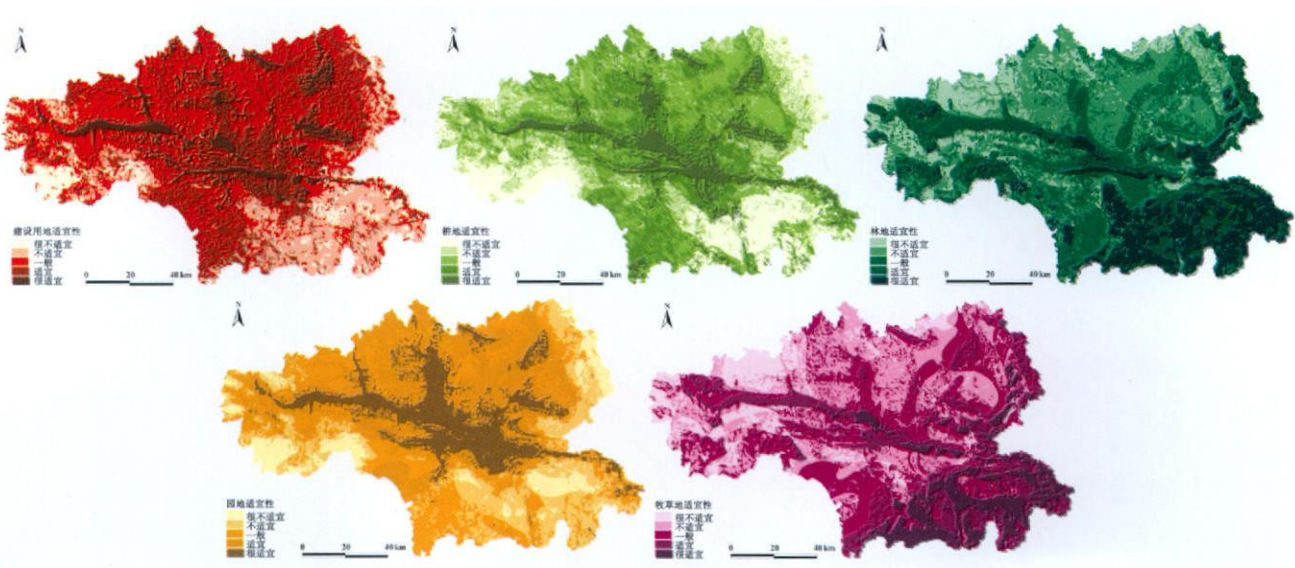 N
建设用地适宜性
很不适宜
不适宜
一般
适宜
很适宜
0 20 40 km
N
耕地适宜性
很不适宜
不适宜
一般
适宜
很适宜
0 20 40 km
N
林地适宜性
很不适宜
不适宜
一般
适宜
很适宜
0 20 40 km
N
园地适宜性
很不适宜
不适宜
一般
适宜
很适宜
0 20 40 km
N
牧草地适宜性
很不适宜
不适宜
一般
适宜
很适宜
0 20 40 km